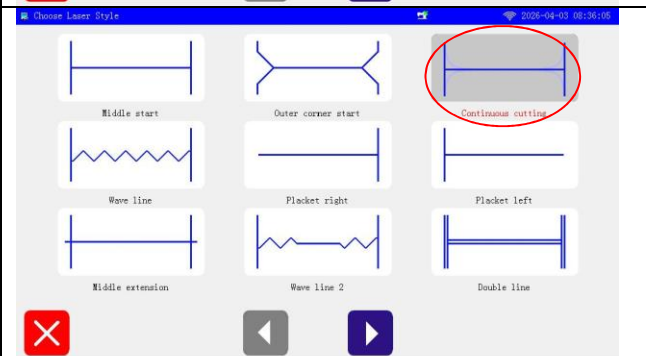 Choose Laser Style 2026-04-03 08:36:05
Middle start Outer corner start Continuous cutting
Wave line Placket right Placket left
Middle extension Wave line 2 Double line